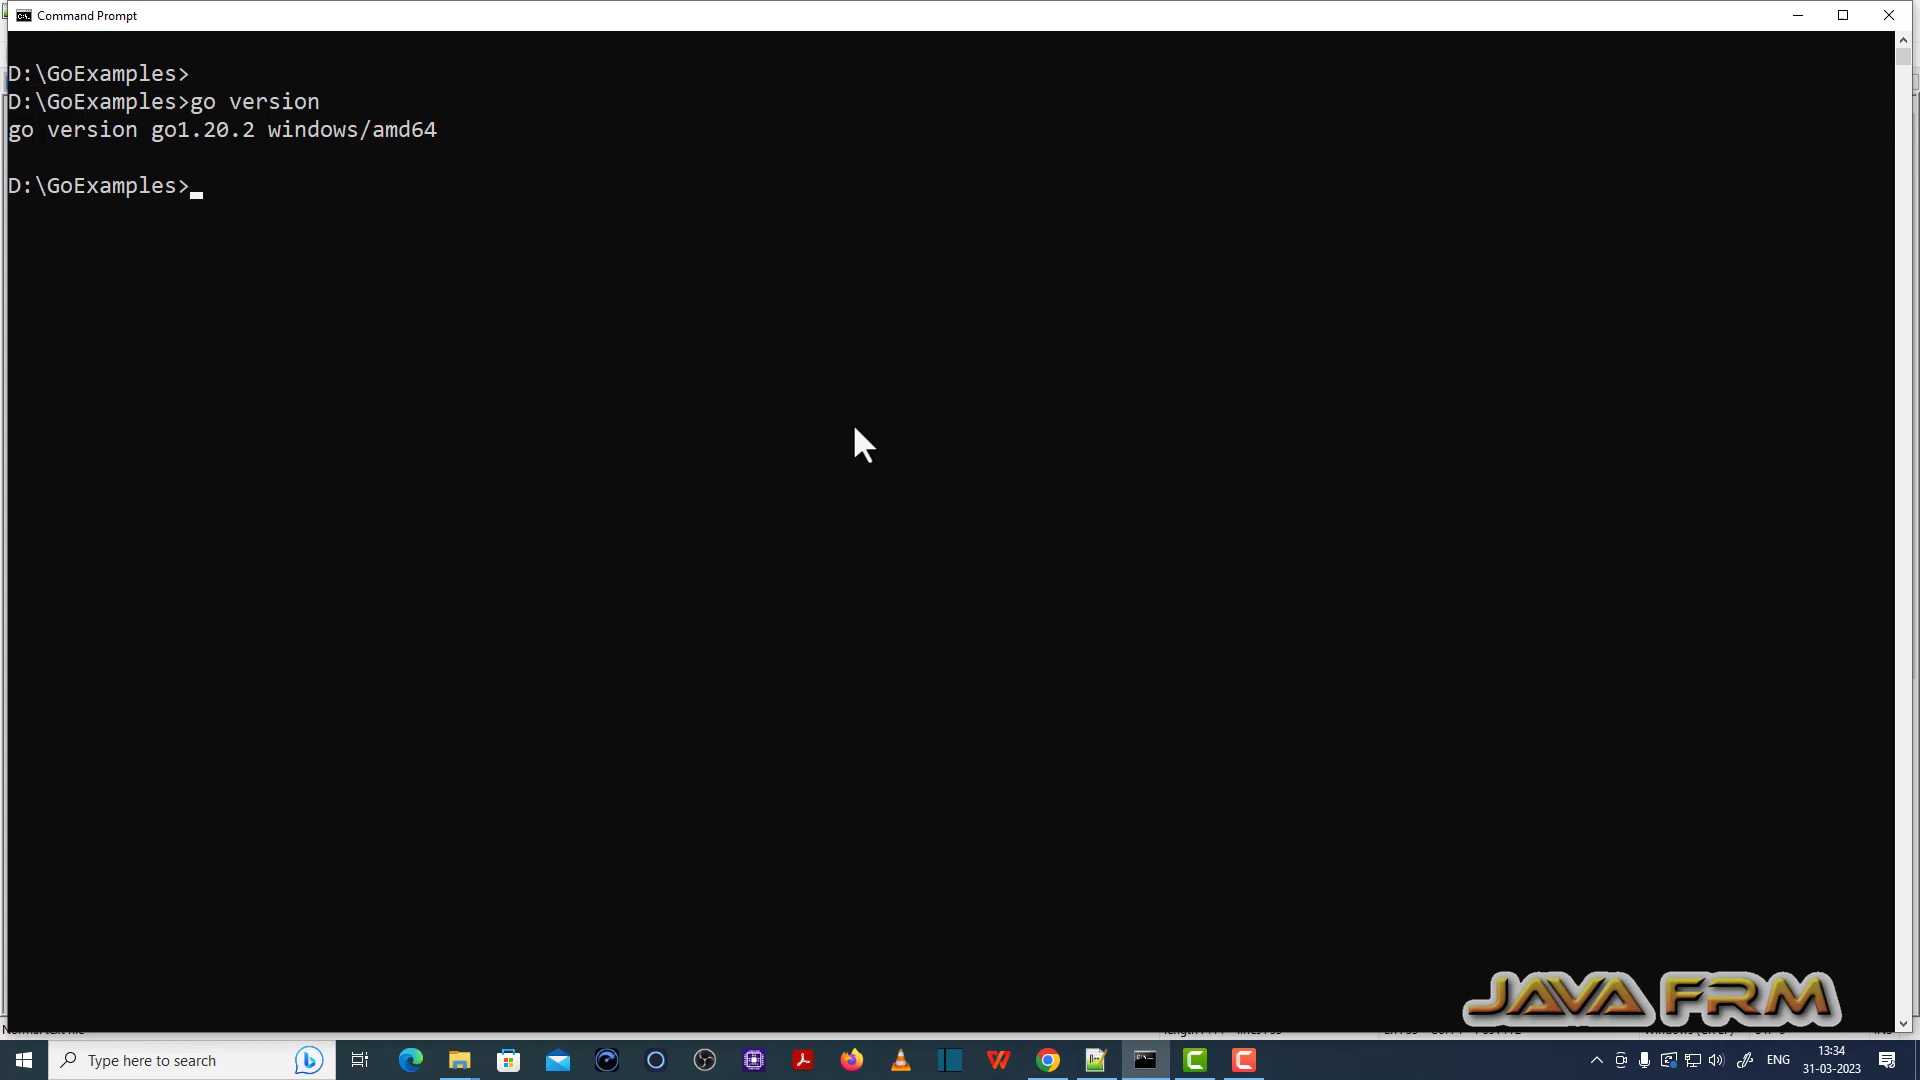 Command Prompt
D:\GoExamples>
D:\GoExamples>go version
go version go1.20.2 windows/amd64
D:\GoExamples>
JAVA FRM
Type here to search
ENG
13:34
31-03-2023